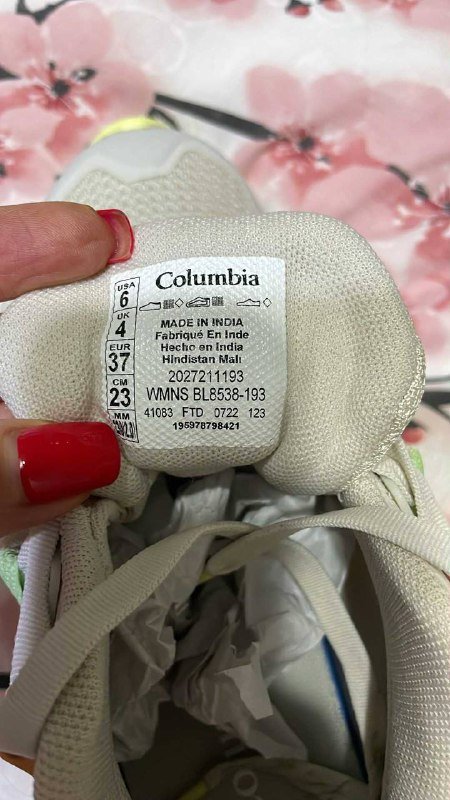 Columbia
USA
6
UK
4
EUR
37
CM
23
MM
MADE IN INDIA
Fabriqué En Inde
Hecho en India
Hindistan Malı
2027211193
WMNS BL8538-193
41083 FTD 0722 123
195978798421